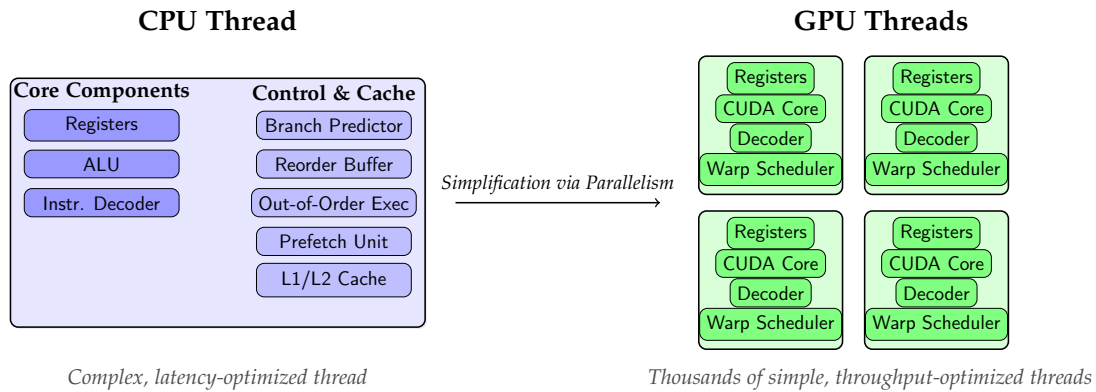 CPU Thread
Core Components
Registers
ALU
Instr. Decoder
Control & Cache
Branch Predictor
Reorder Buffer
Out-of-Order Exec
Prefetch Unit
L1/L2 Cache
Complex, latency-optimized thread
Simplification via Parallelism
GPU Threads
Registers
CUDA Core
Decoder
Warp Scheduler
Registers
CUDA Core
Decoder
Warp Scheduler
Registers
CUDA Core
Decoder
Warp Scheduler
Registers
CUDA Core
Decoder
Warp Scheduler
Thousands of simple, throughput-optimized threads